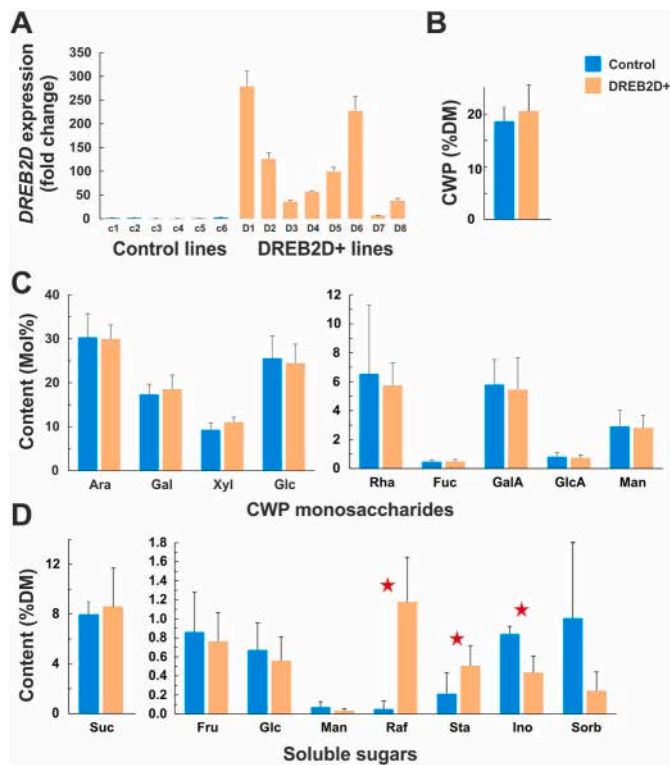 A
B
DREB2D expression
(fold change)
350
300
250
200
150
100
50
0
c1 c2 c3 c4 c5 c6 D1 D2 D3 D4 D5 D6 D7 D8
Control lines DREB2D+ lines
Control
DREB2D+
CWP (%DM)
20
10
0
C
Content (Mol%)
40
30
20
10
0
Ara Gal Xyl Glc
12
10
8
6
4
2
0
Rha Fuc GalA GlcA Man
CWP monosaccharides
D
Content (%DM)
12
8
4
0
Suc
1.8
1.6
1.4
1.2
1.0
0.8
0.6
0.4
0.2
0.0
Fru Glc Man Raf Sta Ino Sorb
Soluble sugars